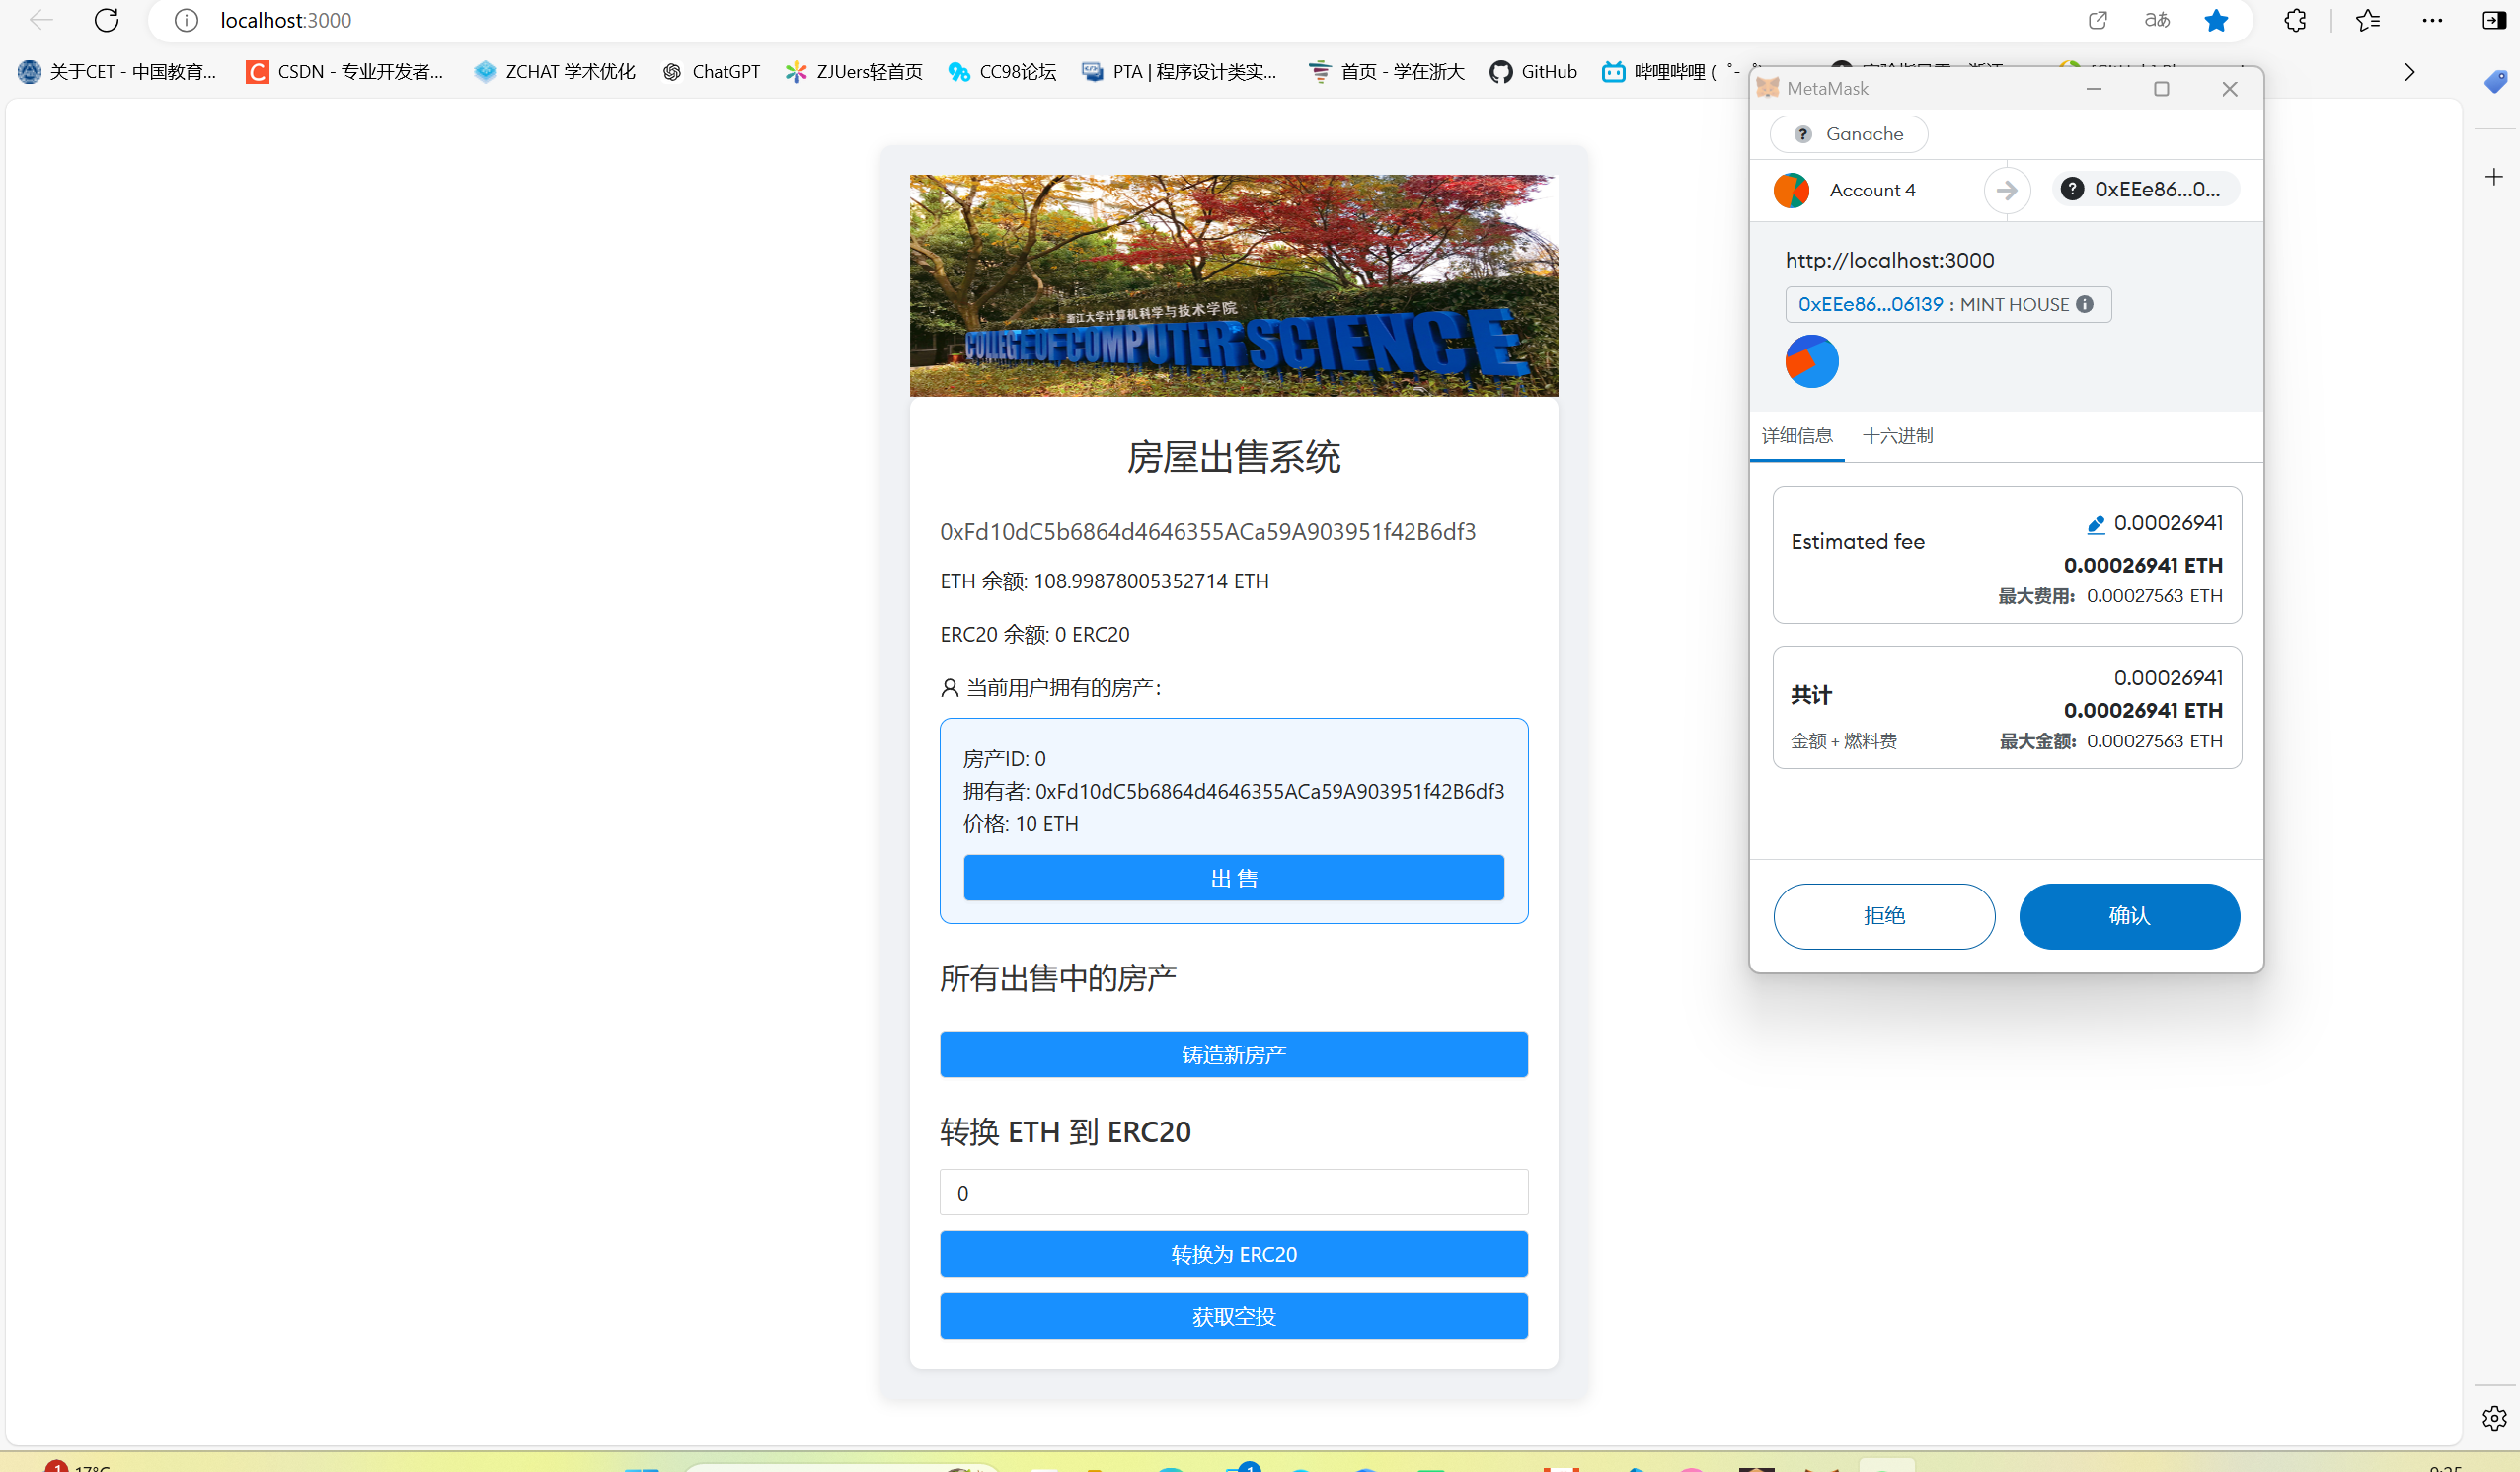 localhost:3000
aあ
关于CET - 中国教育...
CSDN - 专业开发者...
ZCHAT 学术优化
ChatGPT
ZJUers轻首页
CC98论坛
PTA | 程序设计类实...
首页 - 学在浙大
GitHub
哔哩哔哩 ( ゜- ゜
浙江大学计算机科学与技术学院
COLLEGE OF COMPUTER SCIENCE
房屋出售系统
0xFd10dC5b6864d4646355ACa59A903951f42B6df3
ETH 余额: 108.99878005352714 ETH
ERC20 余额: 0 ERC20
当前用户拥有的房产：
房产ID: 0
拥有者: 0xFd10dC5b6864d4646355ACa59A903951f42B6df3
价格: 10 ETH
出 售
所有出售中的房产
铸造新房产
转换 ETH 到 ERC20
0
转换为 ERC20
获取空投
MetaMask
Ganache
Account 4
0xEEe86...0...
http://localhost:3000
0xEEe86...06139 : MINT HOUSE
详细信息 十六进制
Estimated fee
0.00026941
0.00026941 ETH
最大费用： 0.00027563 ETH
共计
0.00026941
0.00026941 ETH
金额 + 燃料费
最大金额： 0.00027563 ETH
拒绝
确认
1
17°C
1